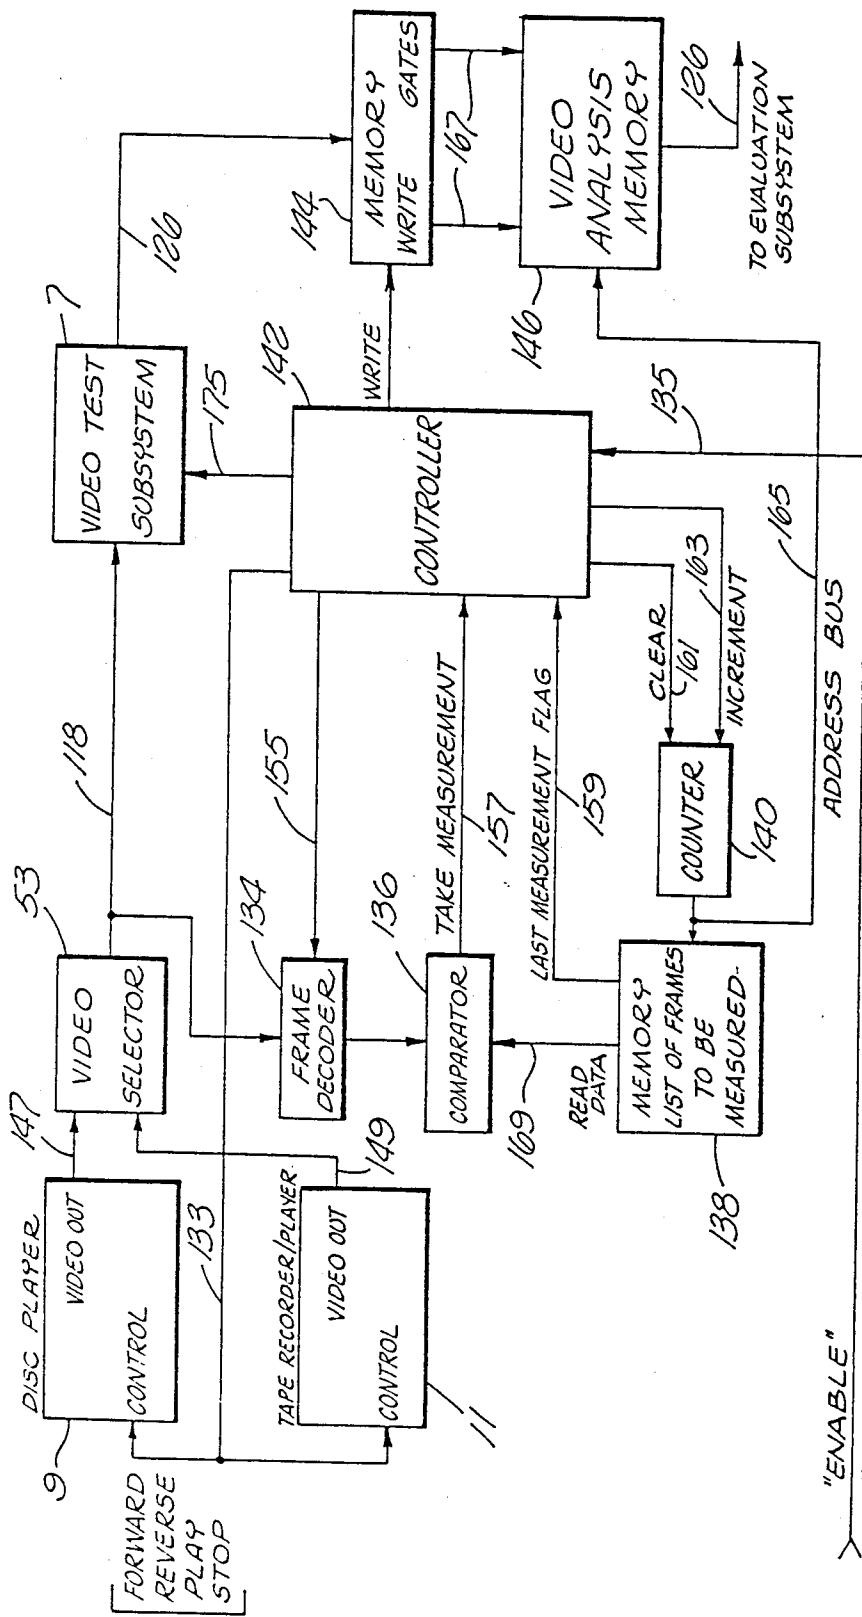 FORWARD
REVERSE
PLAY
STOP
9
DISC PLAYER
VIDEO OUT
CONTROL
147
133
TAPE RECORDER/PLAYER
VIDEO OUT
CONTROL
11
149
53
VIDEO
SELECTOR
118
7
VIDEO TEST
SUBSYSTEM
126
175
134
FRAME
DECODER
155
136
COMPARATOR
TAKE MEASUREMENT
157
169
READ
DATA
LAST MEASUREMENT FLAG
159
138
MEMORY
LIST OF FRAMES
TO BE
MEASURED-
COUNTER
140
CLEAR
161
163
INCREMENT
ADDRESS BUS
165
142
CONTROLLER
WRITE
135
144
MEMORY
WRITE GATES
167
146
VIDEO
ANALYSIS
MEMORY
126
TO EVALUATION
SUBSYSTEM
"ENABLE"